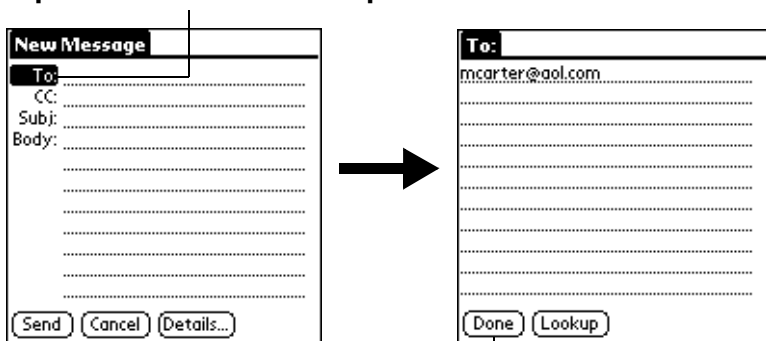 New Message
To:
CC:
Subj:
Body:
Send Cancel Details...
To:
mcarter@aol.com
Done Lookup